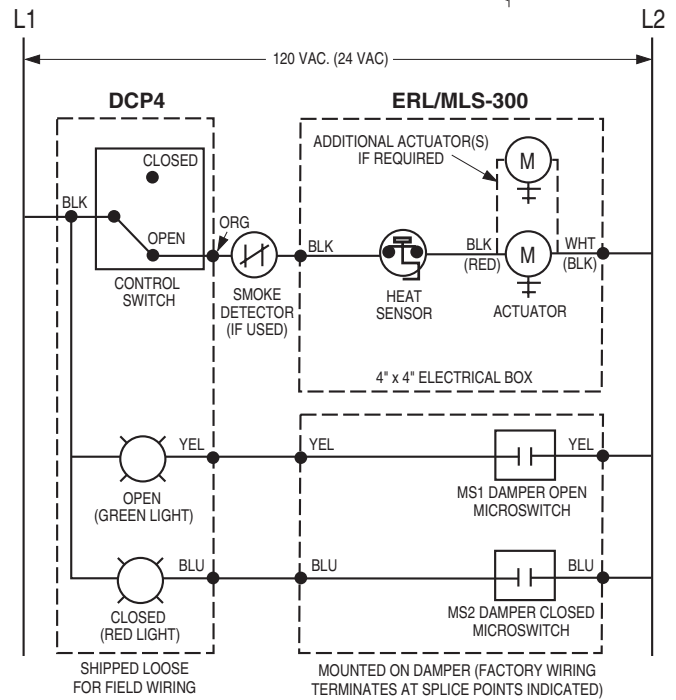 L1
L2
120 VAC. (24 VAC)
DCP4
ERL/MLS-300
ADDITIONAL ACTUATOR(S)
IF REQUIRED
M
CLOSED
BLK
OPEN
ORG
CONTROL
SWITCH
SMOKE
DETECTOR
(IF USED)
BLK
HEAT
SENSOR
BLK
(RED)
M
WHT
(BLK)
ACTUATOR
4" x 4" ELECTRICAL BOX
YEL
YEL
YEL
OPEN
(GREEN LIGHT)
MS1 DAMPER OPEN
MICROSWITCH
BLU
BLU
BLU
CLOSED
(RED LIGHT)
MS2 DAMPER CLOSED
MICROSWITCH
SHIPPED LOOSE
FOR FIELD WIRING
MOUNTED ON DAMPER (FACTORY WIRING
TERMINATES AT SPLICE POINTS INDICATED)